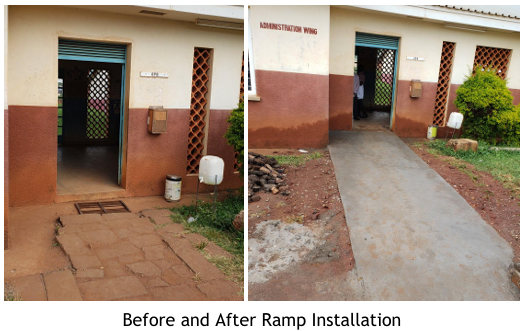 ADMINISTRATION WING
Before and After Ramp Installation